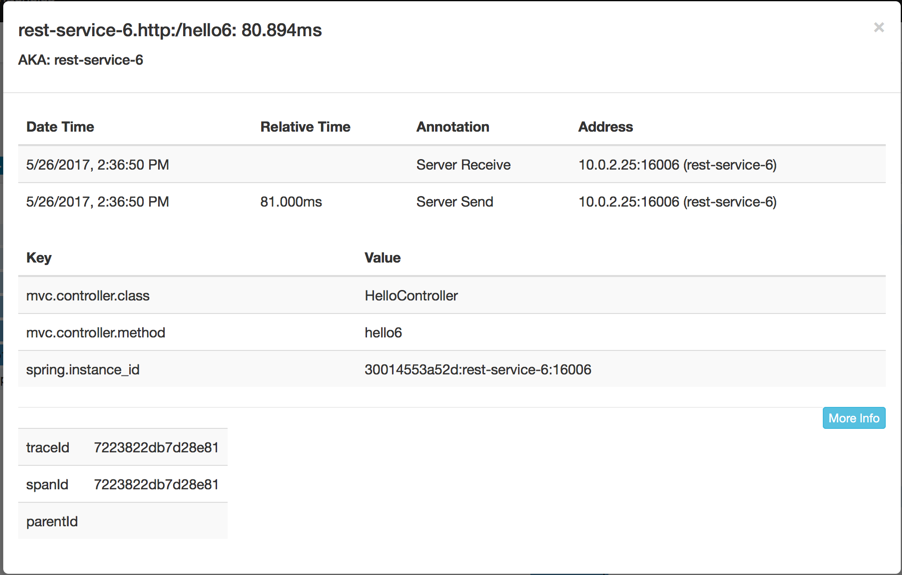 rest-service-6.http:/hello6: 80.894ms
×
AKA: rest-service-6
Date Time Relative Time Annotation Address
5/26/2017, 2:36:50 PM Server Receive 10.0.2.25:16006 (rest-service-6)
5/26/2017, 2:36:50 PM 81.000ms Server Send 10.0.2.25:16006 (rest-service-6)
Key Value
mvc.controller.class HelloController
mvc.controller.method hello6
spring.instance_id 30014553a52d:rest-service-6:16006
More Info
traceId 7223822db7d28e81
spanId 7223822db7d28e81
parentId